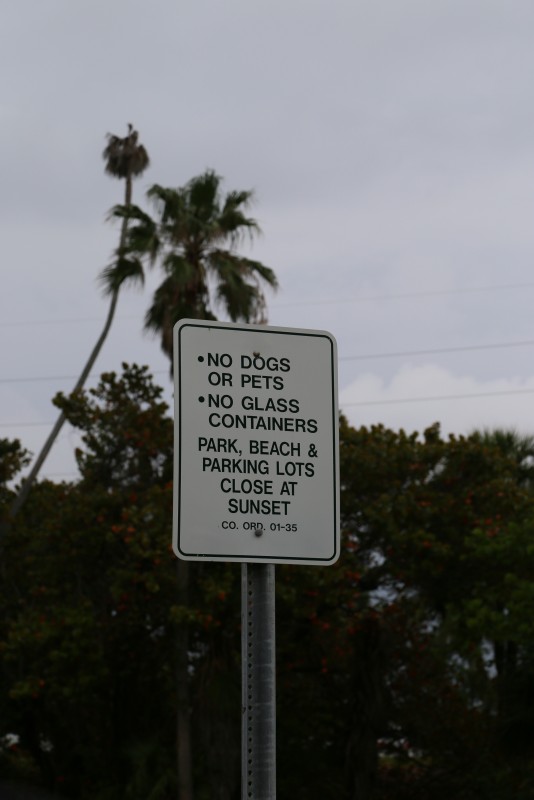 •NO DOGS
OR PETS
•NO GLASS
CONTAINERS
PARK, BEACH &
PARKING LOTS
CLOSE AT
SUNSET
CO. ORD. 01-35